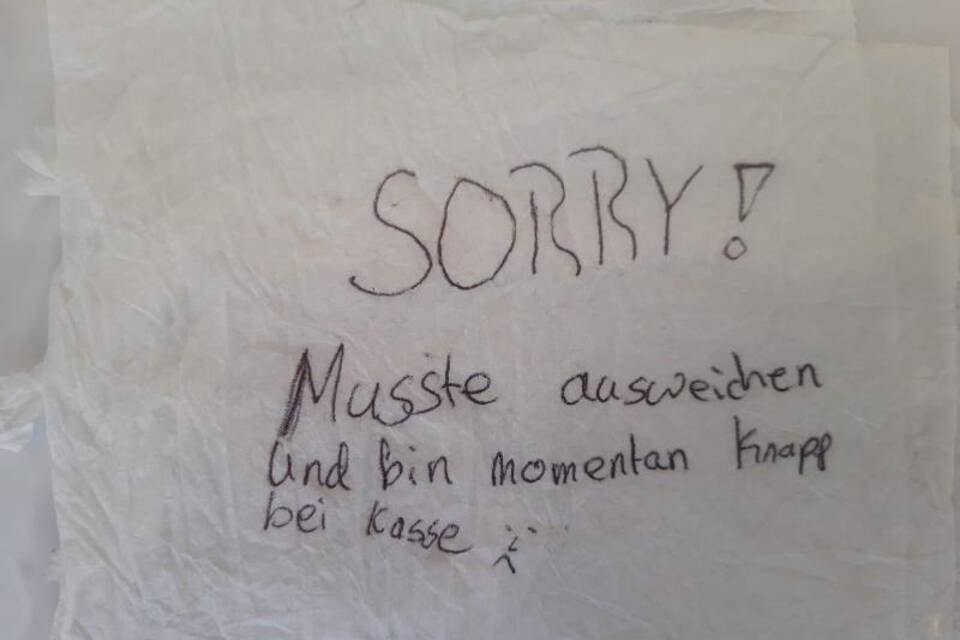 SORRY!
Musste ausweichen
und bin momentan knapp
bei Kasse